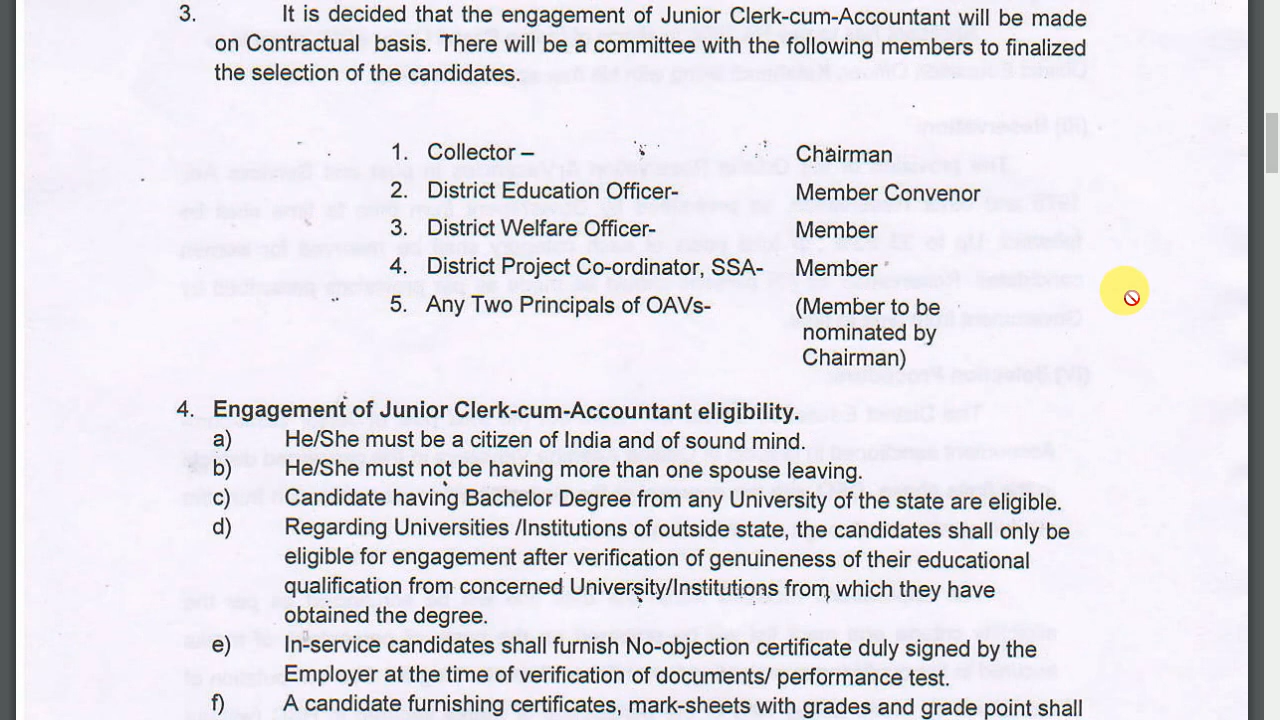 3. It is decided that the engagement of Junior Clerk-cum-Accountant will be made
on Contractual basis. There will be a committee with the following members to finalized
the selection of the candidates.
1. Collector – Chairman
2. District Education Officer- Member Convenor
3. District Welfare Officer- Member
4. District Project Co-ordinator, SSA- Member
5. Any Two Principals of OAVs- (Member to be
nominated by
Chairman)
4. Engagement of Junior Clerk-cum-Accountant eligibility.
a) He/She must be a citizen of India and of sound mind.
b) He/She must not be having more than one spouse leaving.
c) Candidate having Bachelor Degree from any University of the state are eligible.
d) Regarding Universities /Institutions of outside state, the candidates shall only be
eligible for engagement after verification of genuineness of their educational
qualification from concerned University/Institutions from which they have
obtained the degree.
e) In-service candidates shall furnish No-objection certificate duly signed by the
Employer at the time of verification of documents/ performance test.
f) A candidate furnishing certificates, mark-sheets with grades and grade point shall